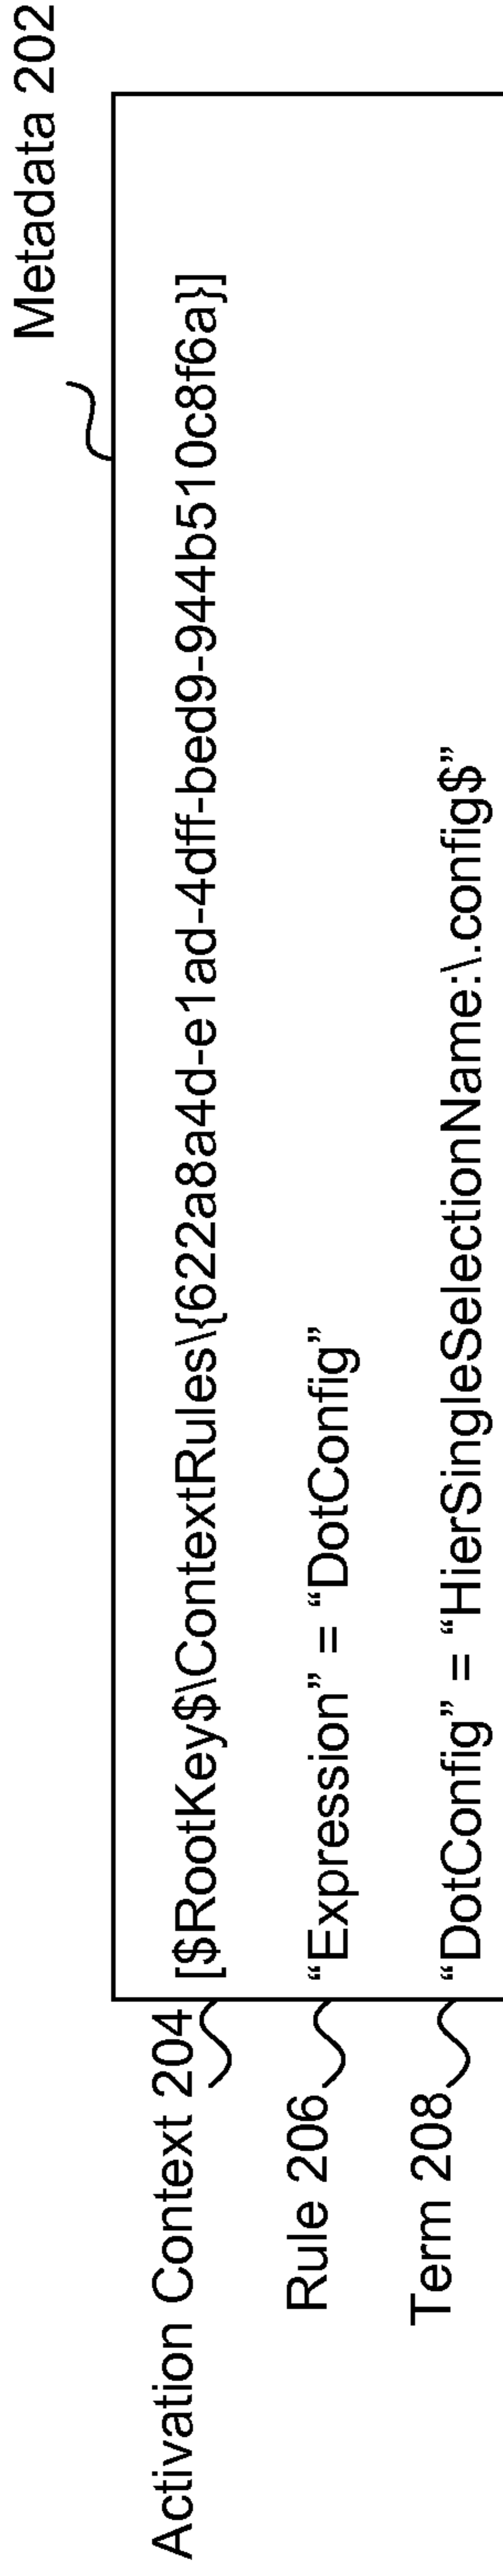 Metadata 202
Activation Context 204
[$RootKey$\ContextRules\{622a8a4d-e1ad-4dff-bed9-944b510c8f6a}]
Rule 206
“Expression” = “DotConfig”
Term 208
“DotConfig” = “HierSingleSelectionName:\.config$”